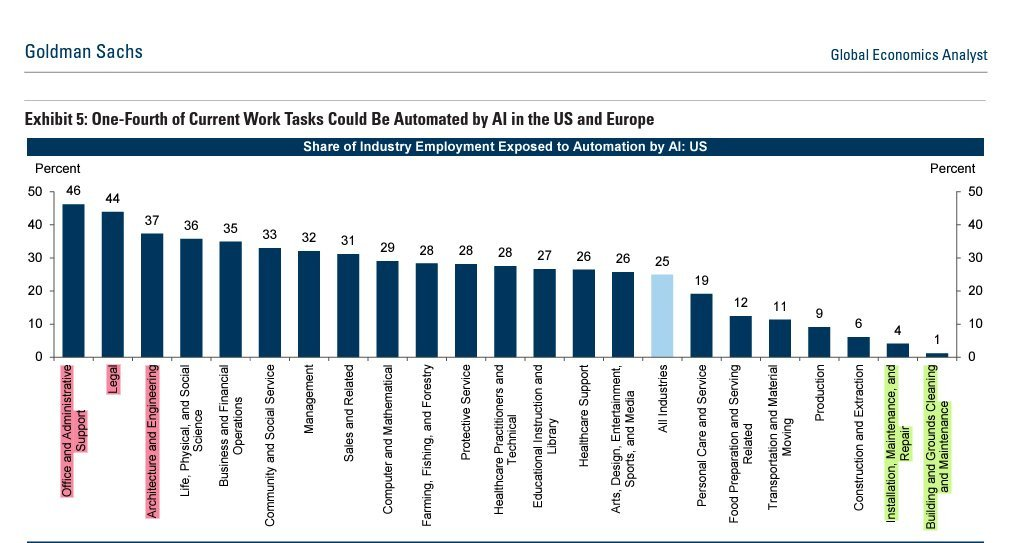 Goldman Sachs
Global Economics Analyst
Exhibit 5: One-Fourth of Current Work Tasks Could Be Automated by AI in the US and Europe
Share of Industry Employment Exposed to Automation by AI: US
Percent
Percent
50
40
30
20
10
0
46
44
37
36
35
33
32
31
29
28
28
28
27
26
26
25
19
12
11
9
6
4
1
50
40
30
20
10
0
Office and Administrative
Support
Legal
Architecture and Engineering
Life, Physical, and Social
Science
Business and Financial
Operations
Community and Social Service
Management
Sales and Related
Computer and Mathematical
Farming, Fishing, and Forestry
Protective Service
Healthcare Practitioners and
Technical
Educational Instruction and
Library
Healthcare Support
Arts, Design, Entertainment,
Sports, and Media
All Industries
Personal Care and Service
Food Preparation and Serving
Related
Transportation and Material
Moving
Production
Construction and Extraction
Installation, Maintenance, and
Repair
Building and Grounds Cleaning
and Maintenance